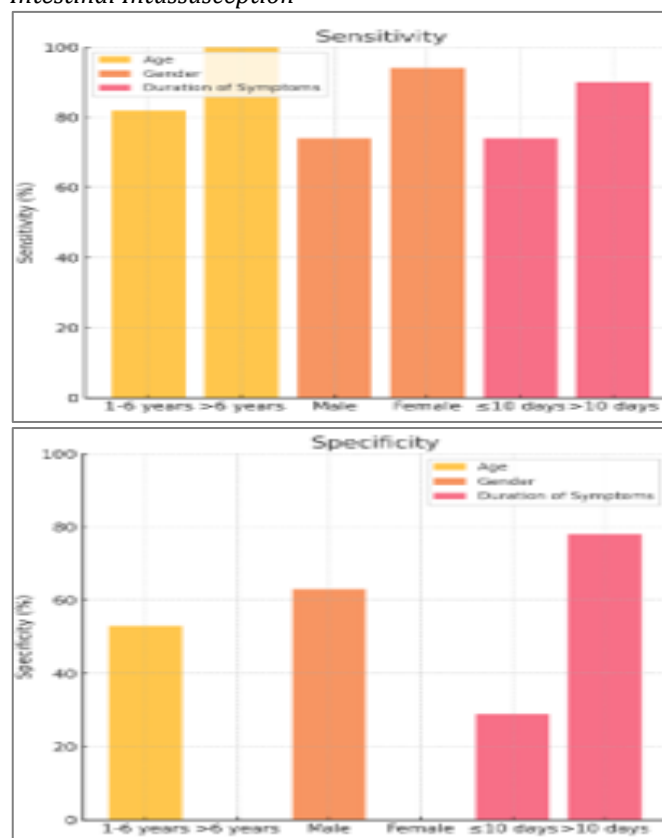 Intestinal Intussusception
Sensitivity
100
80
60
40
20
0
Sensitivity (%)
Age
Gender
Duration of Symptoms
1-6 years >6 years Male Female ≤10 days >10 days
Specificity
100
80
60
40
20
0
Specificity (%)
Age
Gender
Duration of Symptoms
1-6 years >6 years Male Female ≤10 days >10 days